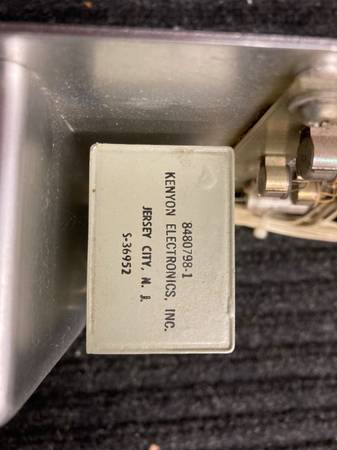 8480798-1
KENYON ELECTRONICS, INC.
JERSEY CITY, N. J.
S-36952